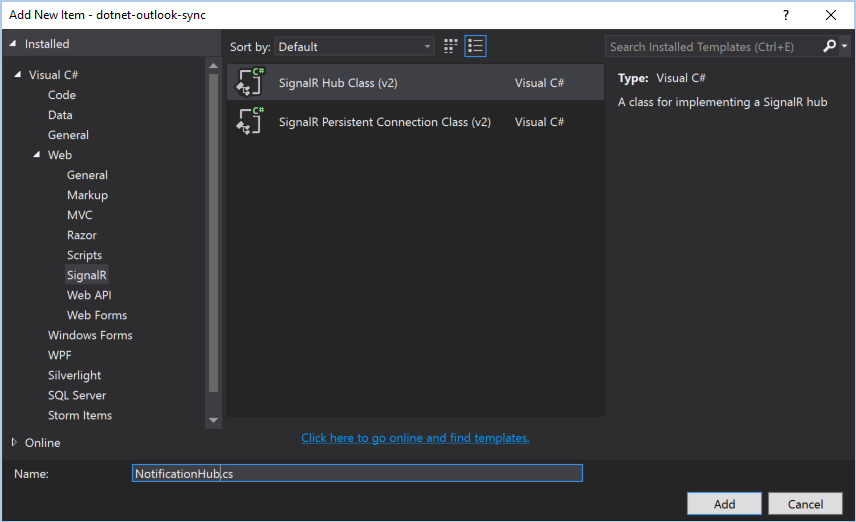 Add New Item - dotnet-outlook-sync
?
Installed
Sort by: Default
Search Installed Templates (Ctrl+E)
Visual C#
Code
Data
General
Web
General
Markup
MVC
Razor
Scripts
SignalR
Web API
Web Forms
Windows Forms
WPF
Silverlight
SQL Server
Storm Items
Online
C# SignalR Hub Class (v2) Visual C#
C# SignalR Persistent Connection Class (v2) Visual C#
Type: Visual C#
A class for implementing a SignalR hub
Click here to go online and find templates.
Name: NotificationHub.cs
Add Cancel